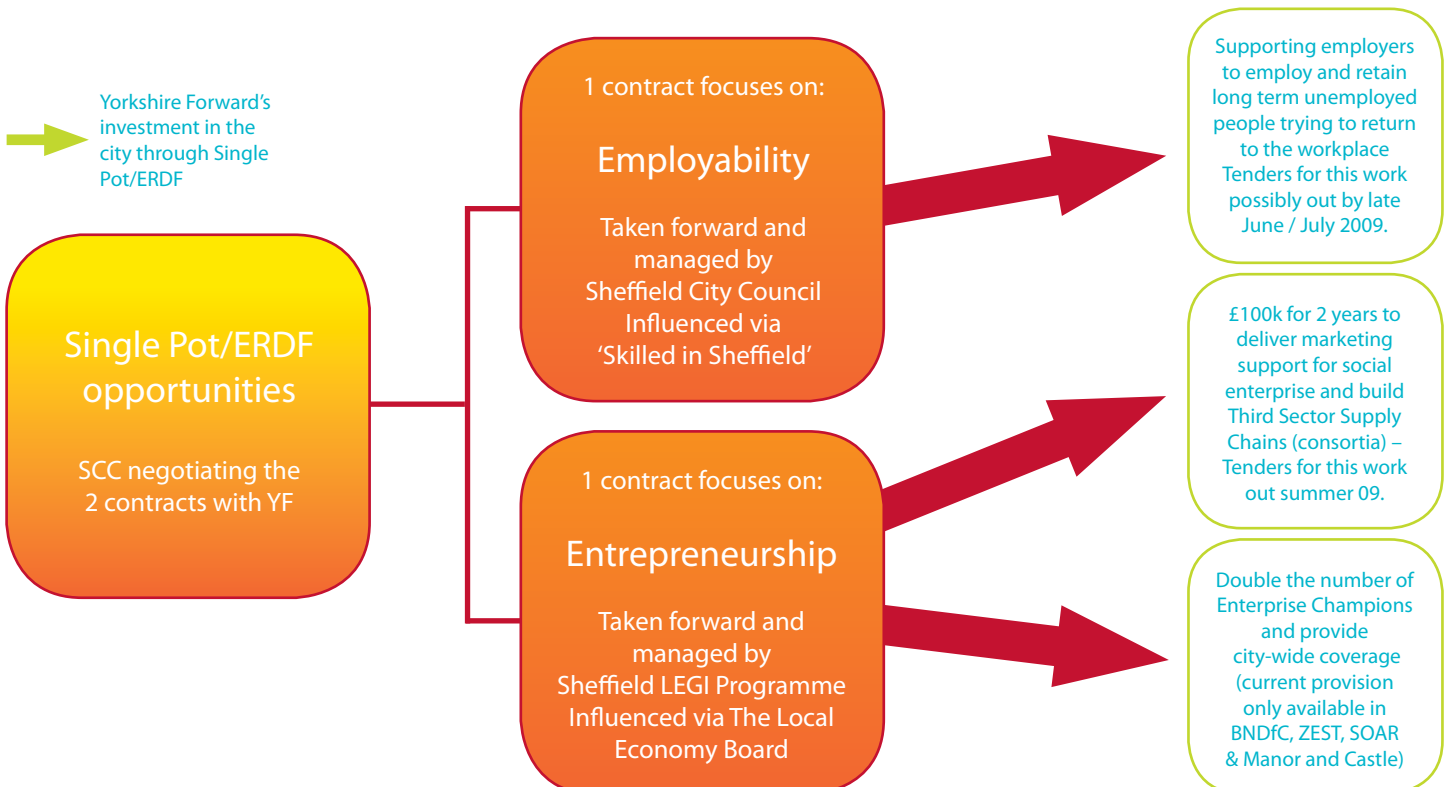 Yorkshire Forward's
investment in the
city through Single
Pot/ERDF
Single Pot/ERDF
opportunities
SCC negotiating the
2 contracts with YF
1 contract focuses on:
Employability
Taken forward and
managed by
Sheffield City Council
Influenced via
‘Skilled in Sheffield’
1 contract focuses on:
Entrepreneurship
Taken forward and
managed by
Sheffield LEGI Programme
Influenced via The Local
Economy Board
Supporting employers
to employ and retain
long term unemployed
people trying to return
to the workplace
Tenders for this work
possibly out by late
June / July 2009.
£100k for 2 years to
deliver marketing
support for social
enterprise and build
Third Sector Supply
Chains (consortia) –
Tenders for this work
out summer 09.
Double the number of
Enterprise Champions
and provide
city-wide coverage
(current provision
only available in
BNDfC, ZEST, SOAR
& Manor and Castle)